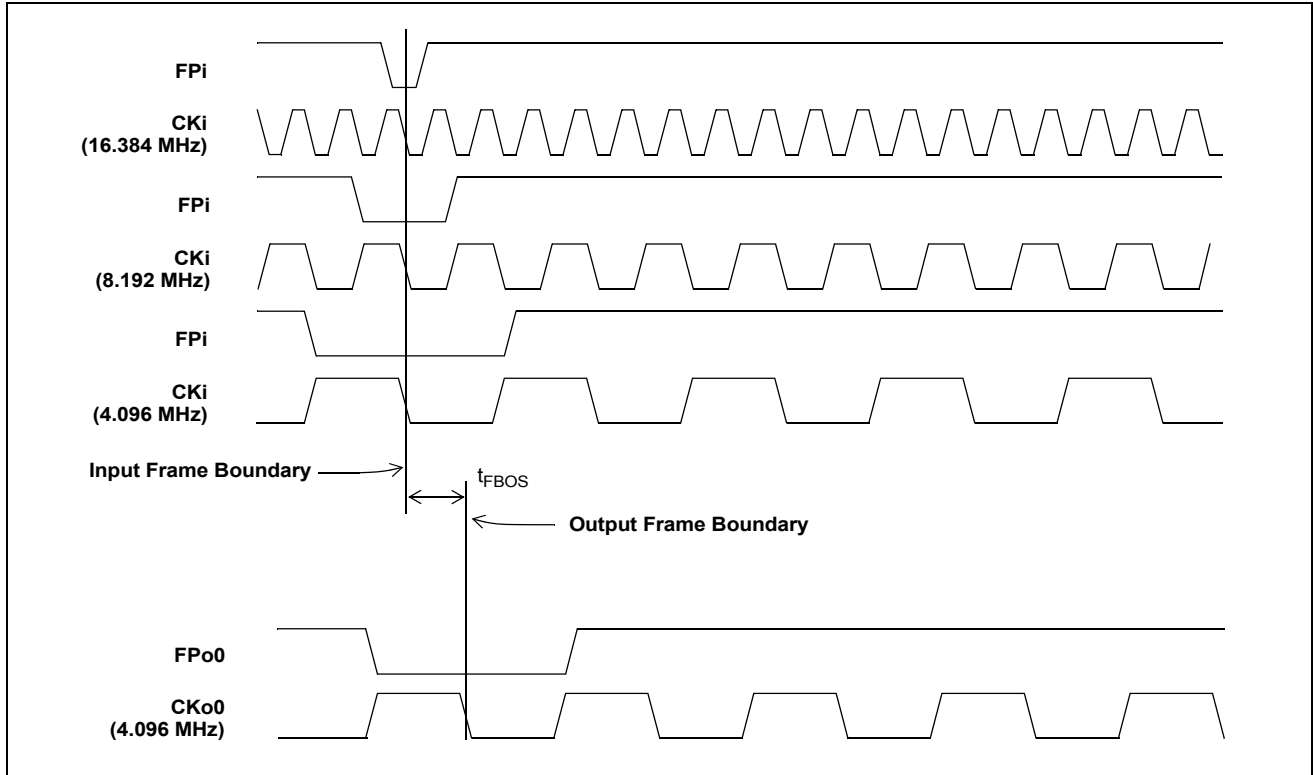 FPi
CKi
(16.384 MHz)
FPi
CKi
(8.192 MHz)
FPi
CKi
(4.096 MHz)
Input Frame Boundary
tFBOS
Output Frame Boundary
FPo0
CKo0
(4.096 MHz)